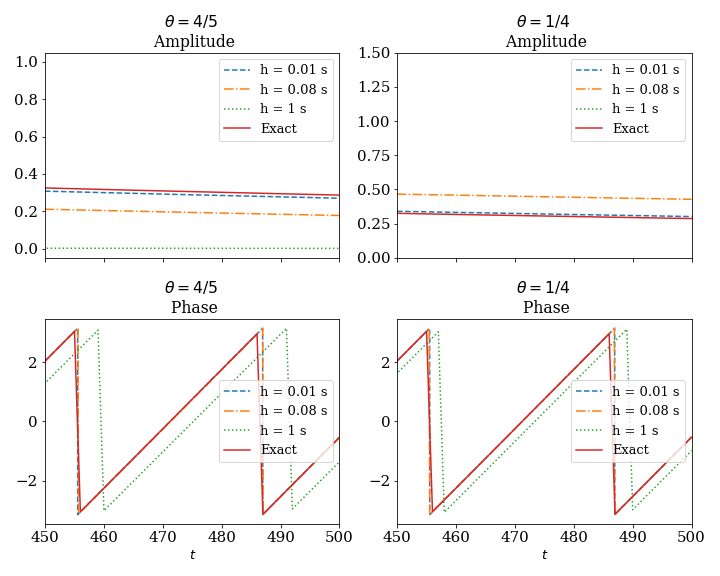 θ = 4/5
Amplitude
1.0
0.8
0.6
0.4
0.2
0.0
h = 0.01 s
h = 0.08 s
h = 1 s
Exact
θ = 1/4
Amplitude
1.50
1.25
1.00
0.75
0.50
0.25
0.00
h = 0.01 s
h = 0.08 s
h = 1 s
Exact
θ = 4/5
Phase
2
0
−2
h = 0.01 s
h = 0.08 s
h = 1 s
Exact
450 460 470 480 490 500
t
θ = 1/4
Phase
2
0
−2
h = 0.01 s
h = 0.08 s
h = 1 s
Exact
450 460 470 480 490 500
t